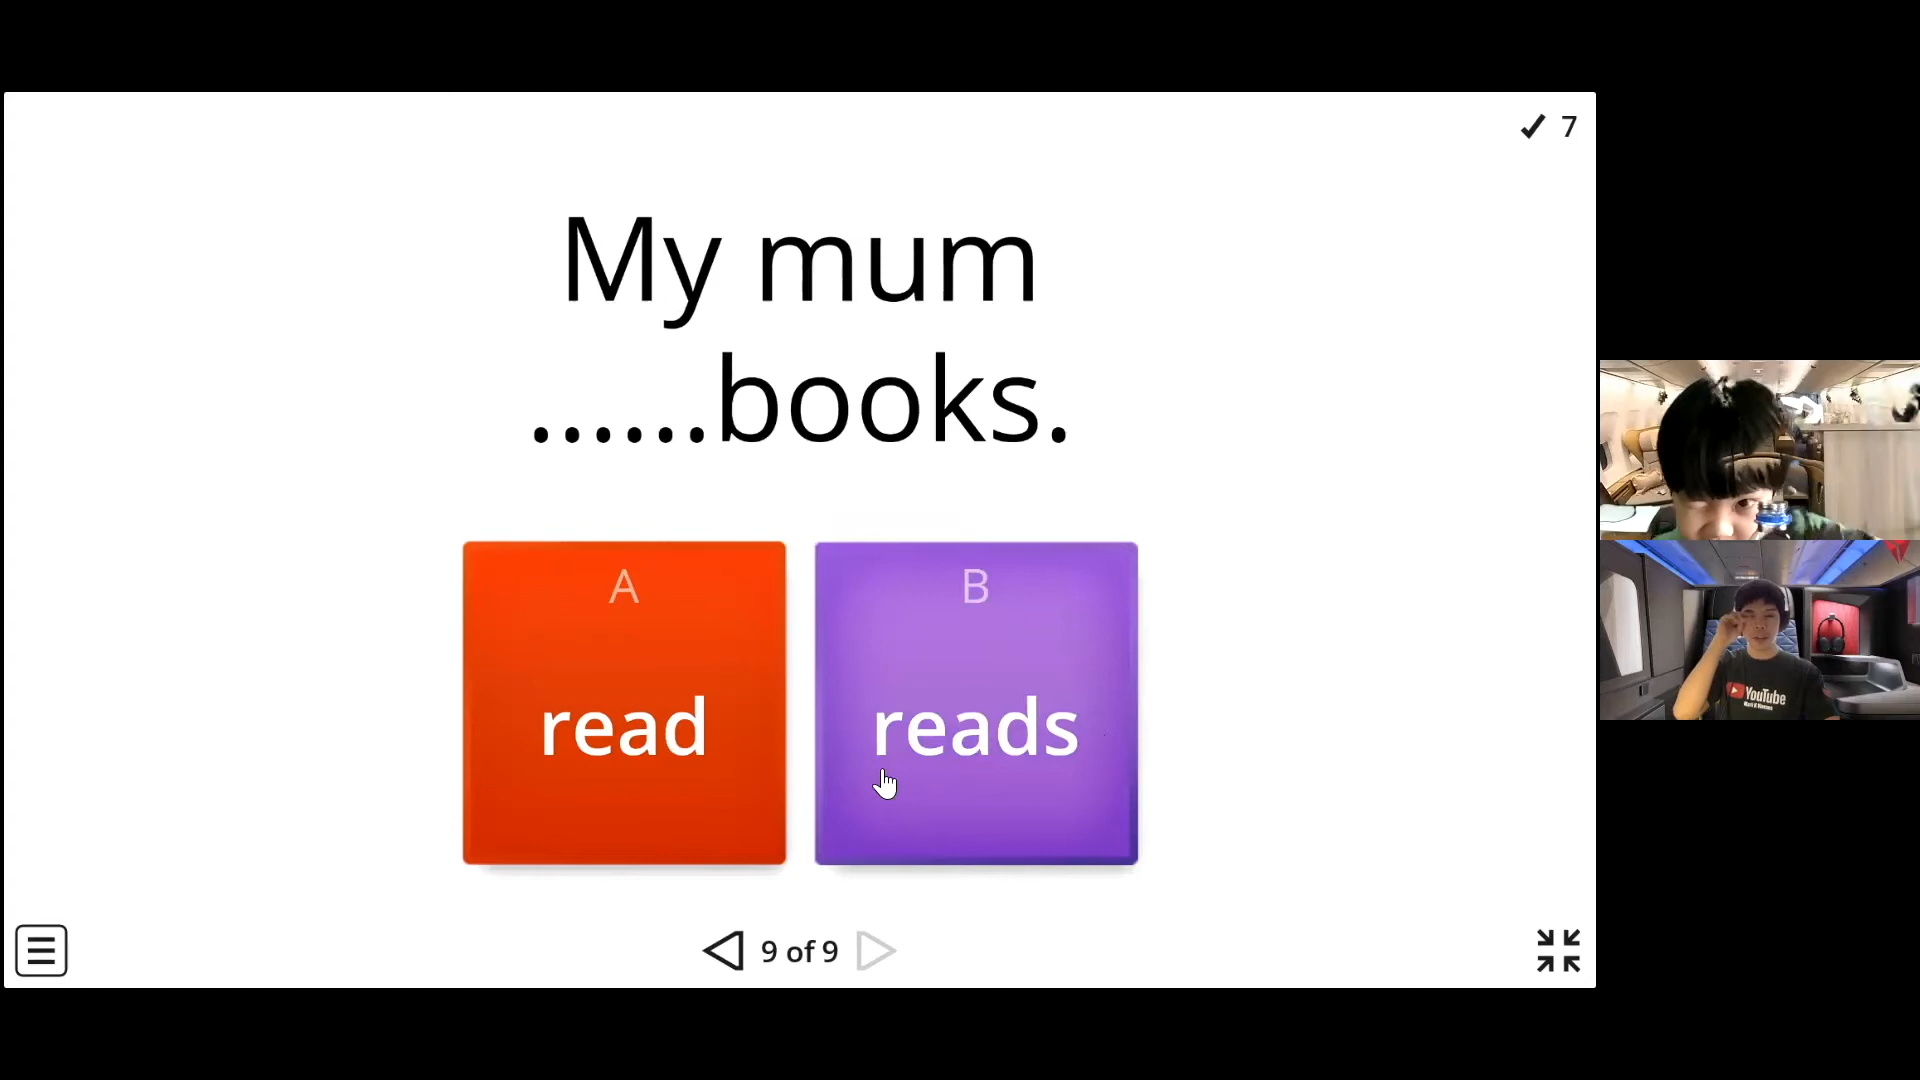 7
My mum
......books.
A
B
read
reads
9 of 9
YouTube